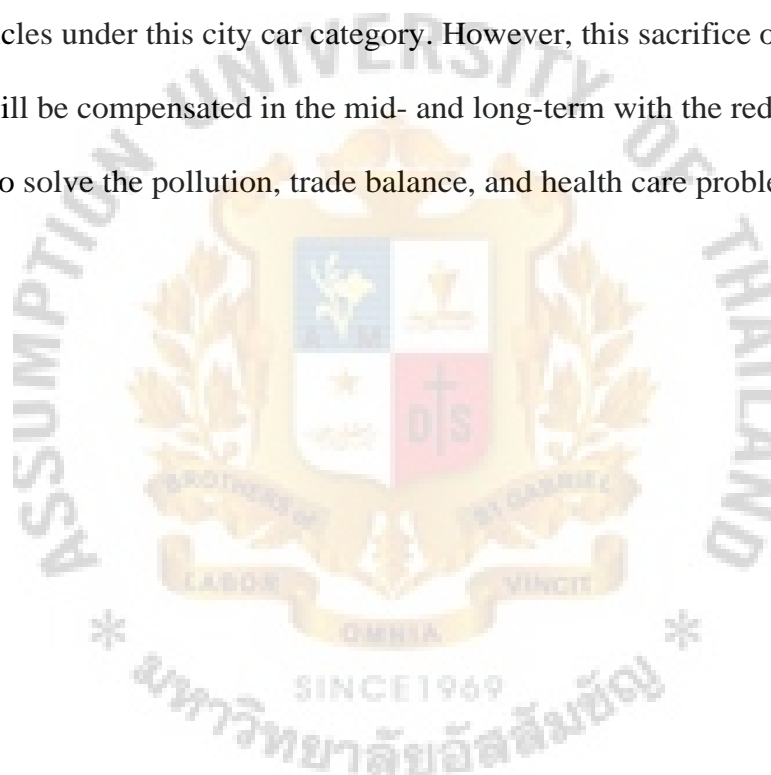 cles under this city car category. However, this sacrifice o
ill be compensated in the mid- and long-term with the red
o solve the pollution, trade balance, and health care proble
ASSUMPTION UNIVERSITY OF THAILAND
A M
D S
BROTHERS of ST GABRIEL
LABOR OMNIA VINCIT
SINCE 1969
มหาวิทยาลัยอัสสัมชัญ